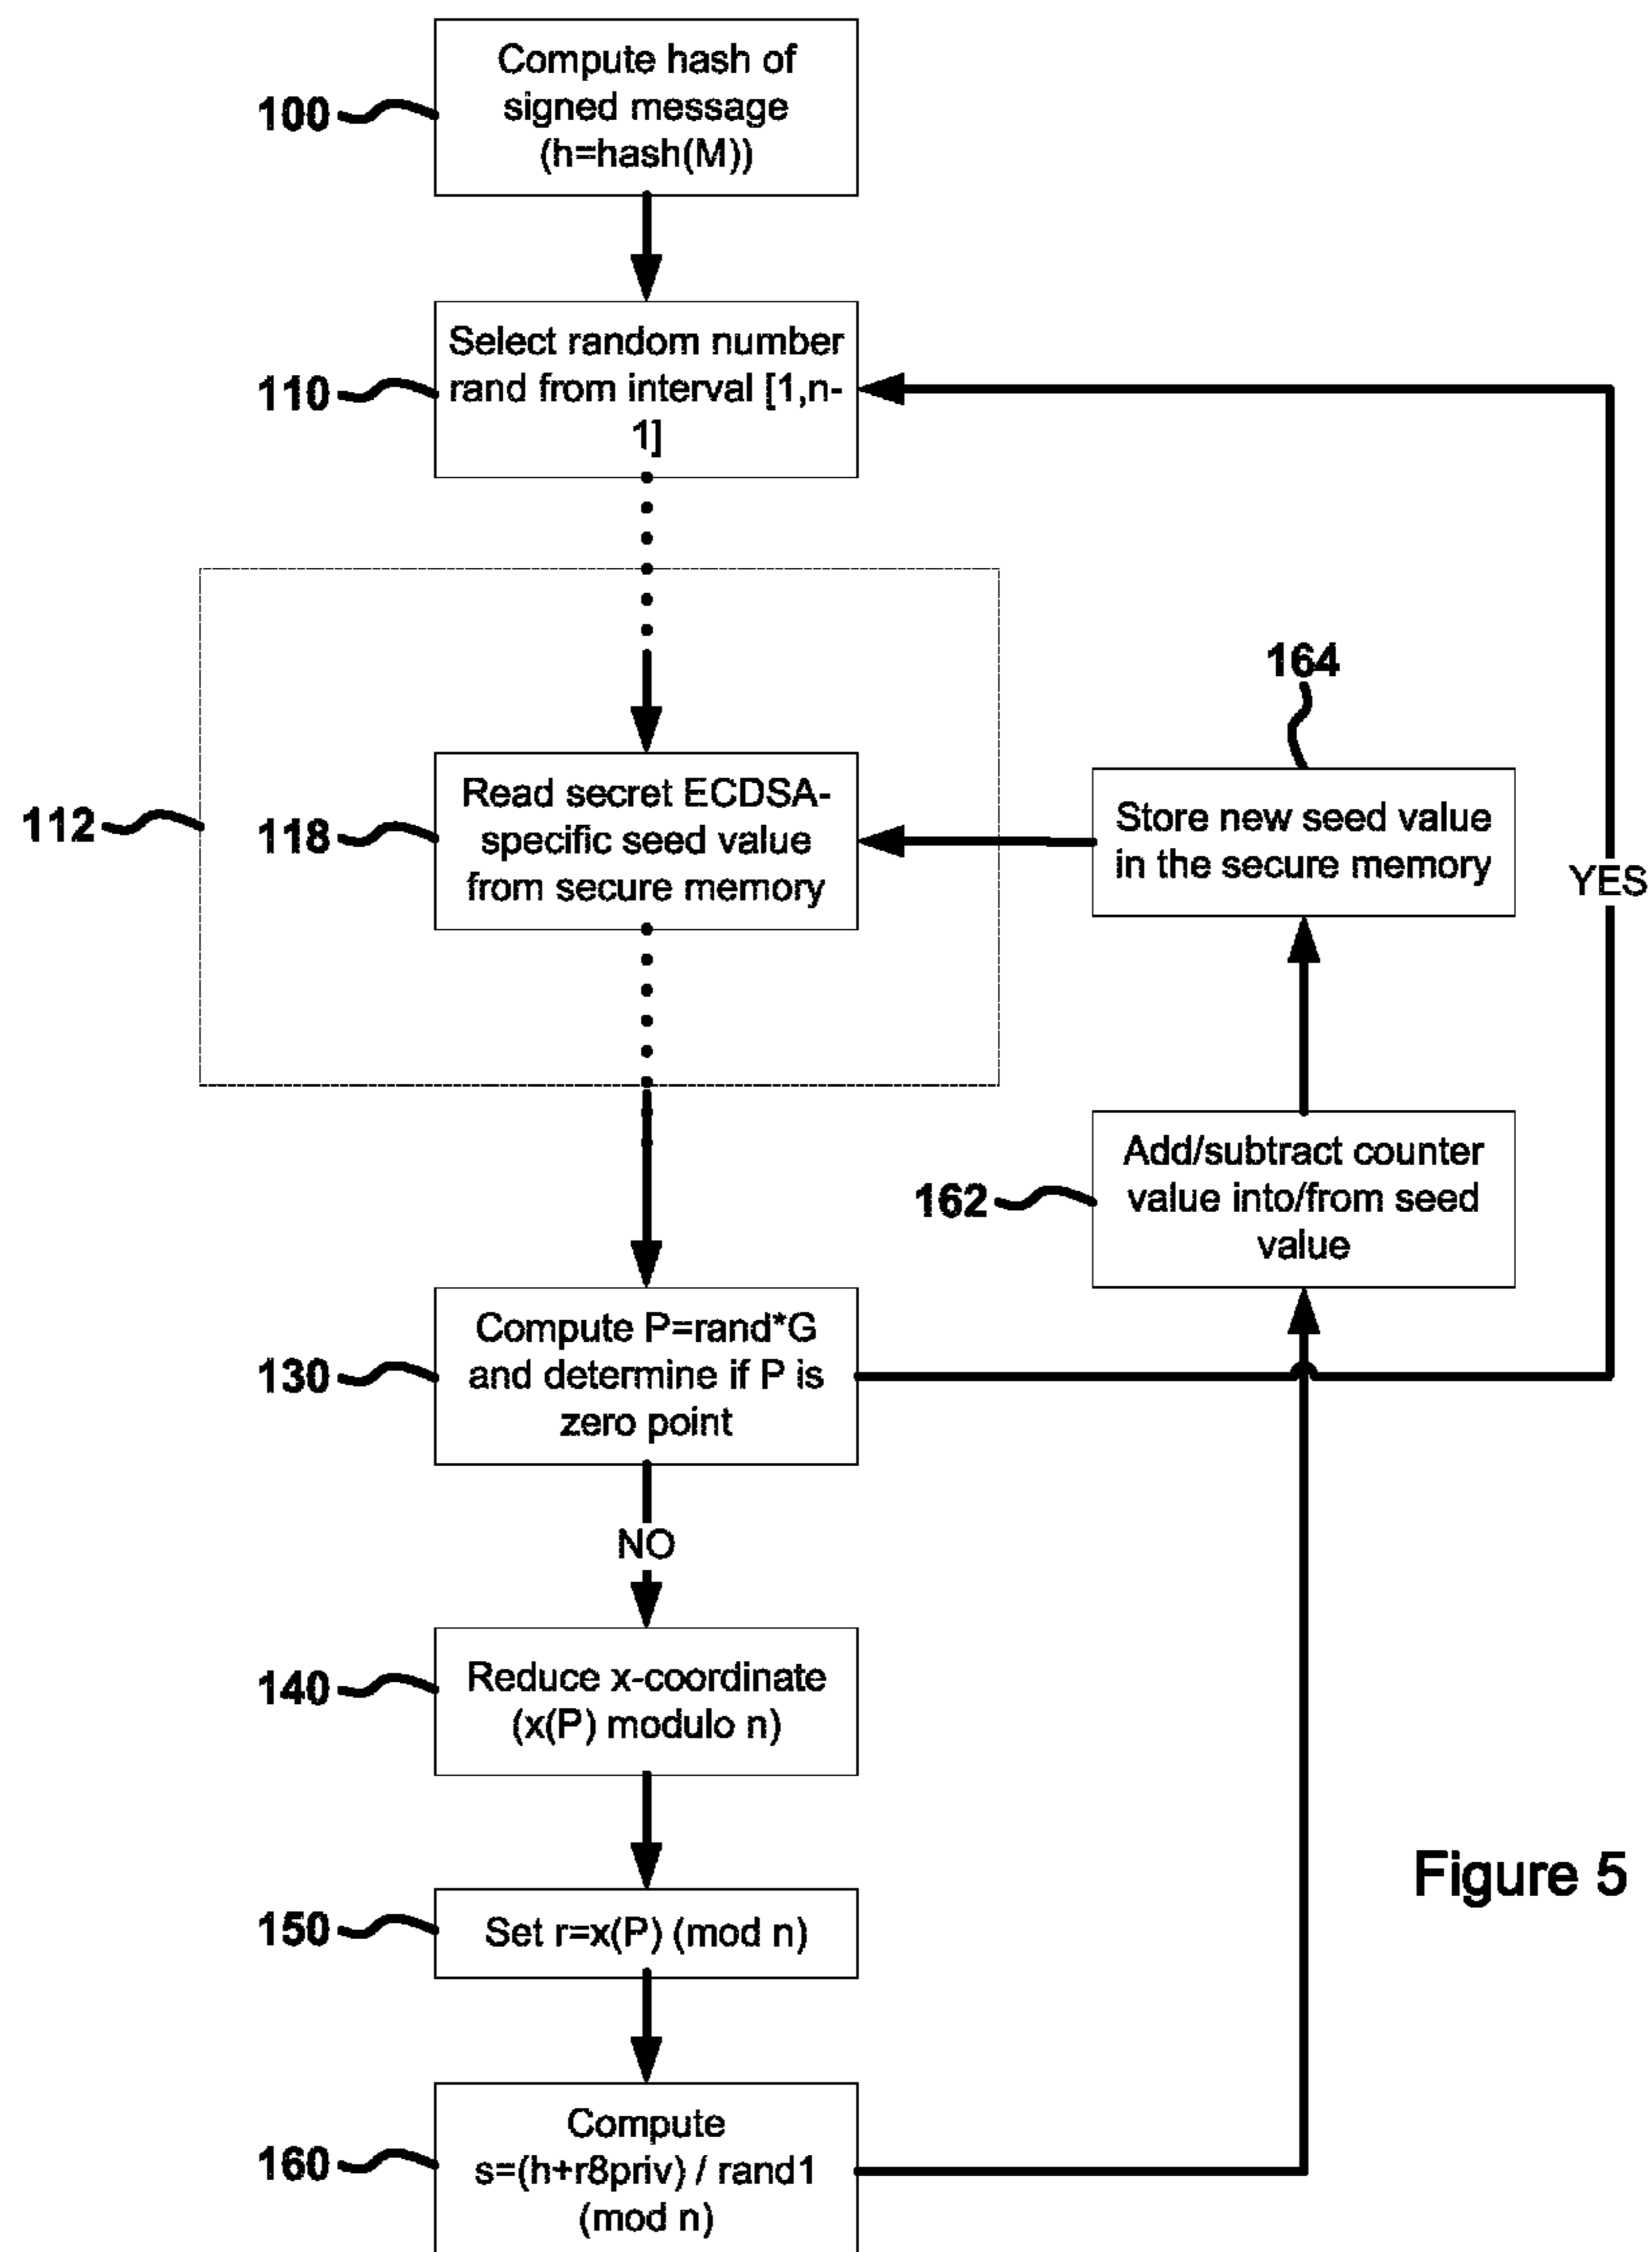 Compute hash of
signed message
(h=hash(M))
100
Select random number
rand from interval [1,n-
1]
110
164
Read secret ECDSA-
specific seed value
from secure memory
112
118
Store new seed value
in the secure memory
YES
Add/subtract counter
value into/from seed
value
162
Compute P=rand*G
and determine if P is
zero point
130
NO
Reduce x-coordinate
(x(P) modulo n)
140
Figure 5
Set r=x(P) (mod n)
150
Compute
s=(h+r8priv) / rand1
(mod n)
160